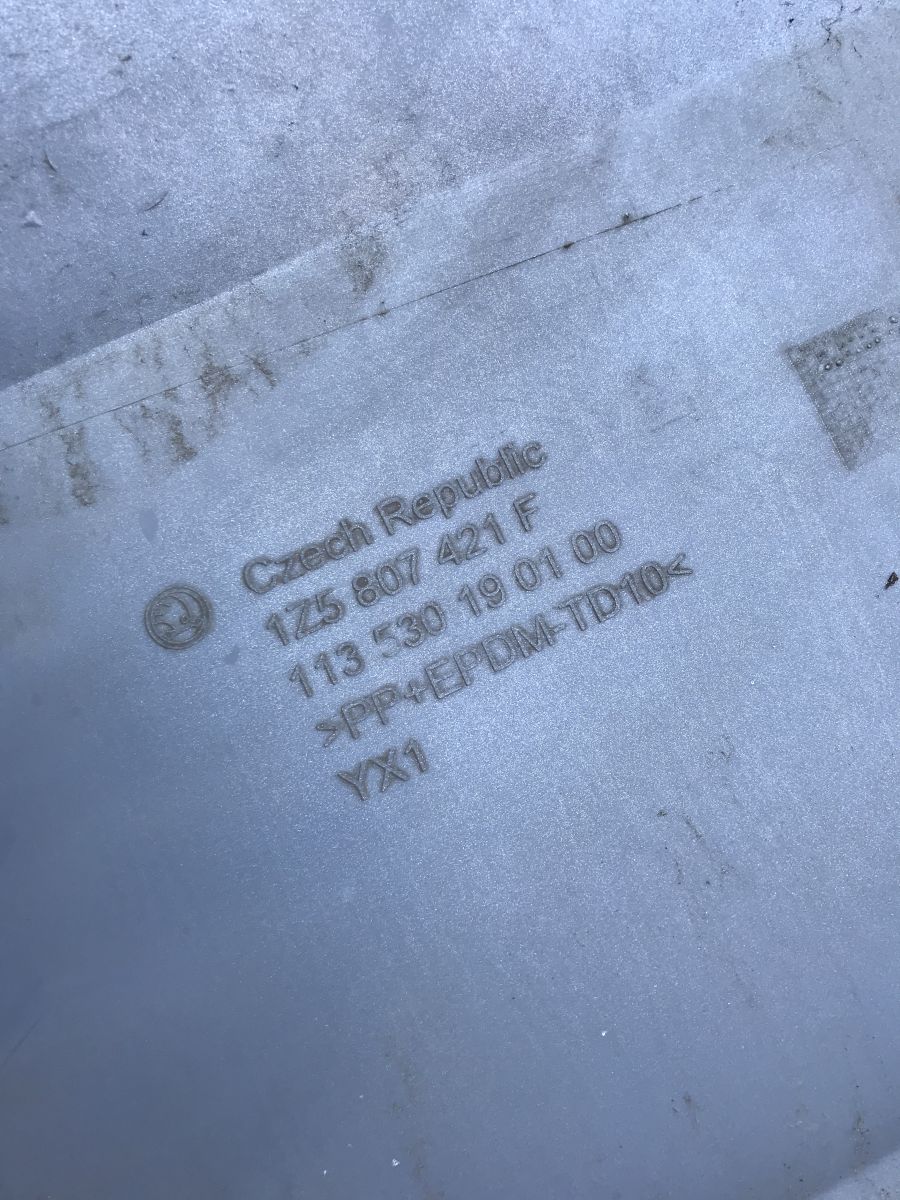 Czech Republic
1Z5 807 421 F
113 530 19 01 00
>PP+EPDM-TD10<
YX1